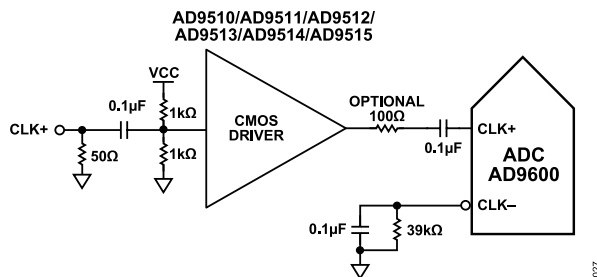 AD9510/AD9511/AD9512/
AD9513/AD9514/AD9515
VCC
0.1µF
1kΩ
CLK+
50Ω
1kΩ
CMOS
DRIVER
OPTIONAL
100Ω
0.1µF
CLK+
ADC
AD9600
CLK–
0.1µF
39kΩ